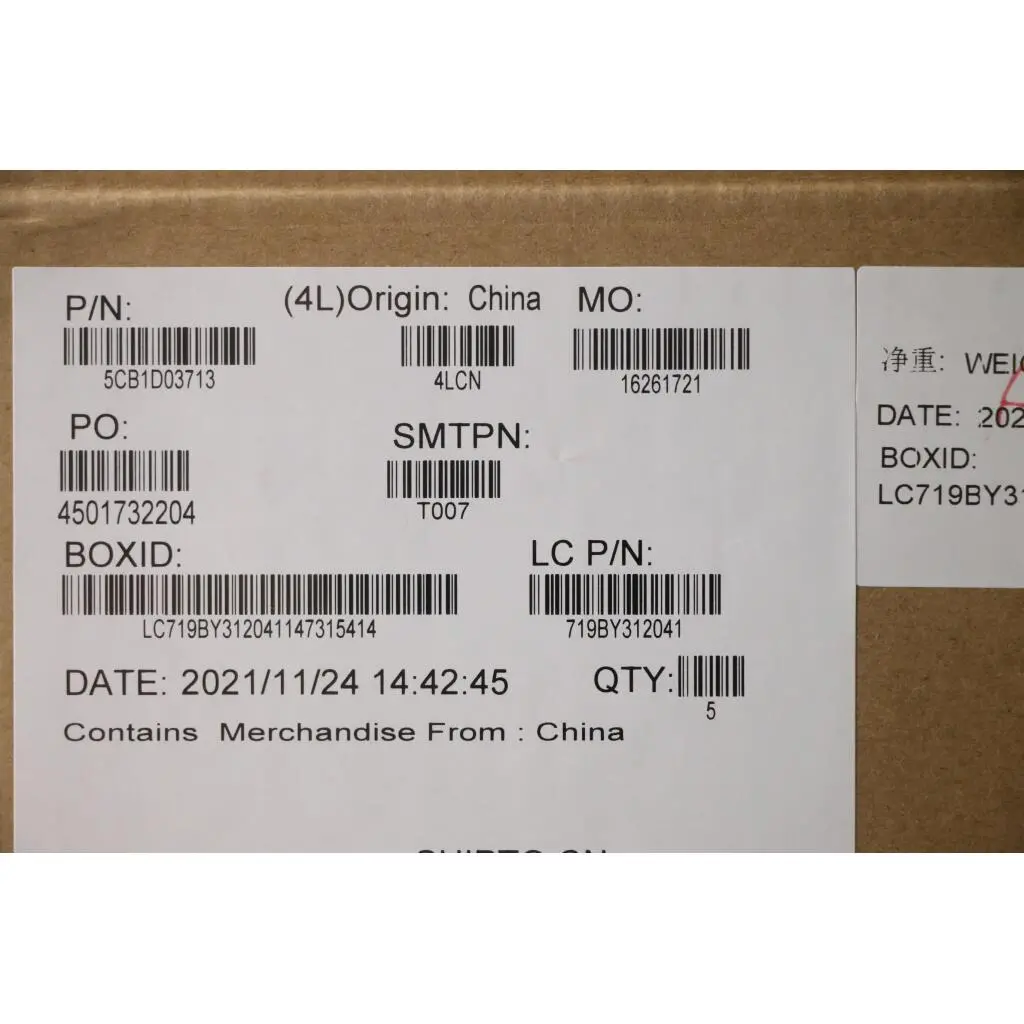 P/N:
(4L)Origin: China
MO:
5CB1D03713
4LCN
16261721
PO:
SMTPN:
4501732204
T007
BOXID:
LC P/N:
LC719BY312041147315414
719BY312041
DATE: 2021/11/24 14:42:45
QTY:
5
Contains Merchandise From : China
净重:
DATE: 202
BOXID:
LC719BY31